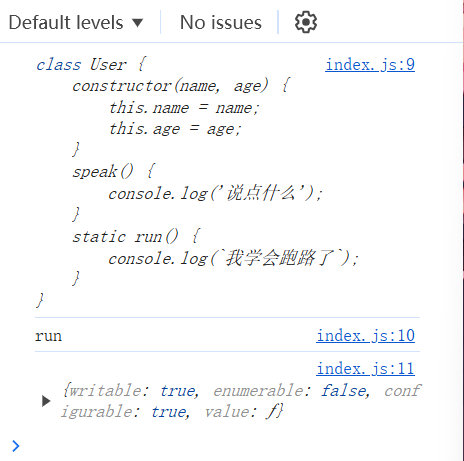 Default levels ▼ No issues
class User { index.js:9
    constructor(name, age) {
        this.name = name;
        this.age = age;
    }
    speak() {
        console.log('说点什么');
    }
    static run() {
        console.log(`我学会跑路了`);
    }
}
run index.js:10
index.js:11
{writable: true, enumerable: false, conf
igurable: true, value: ƒ}